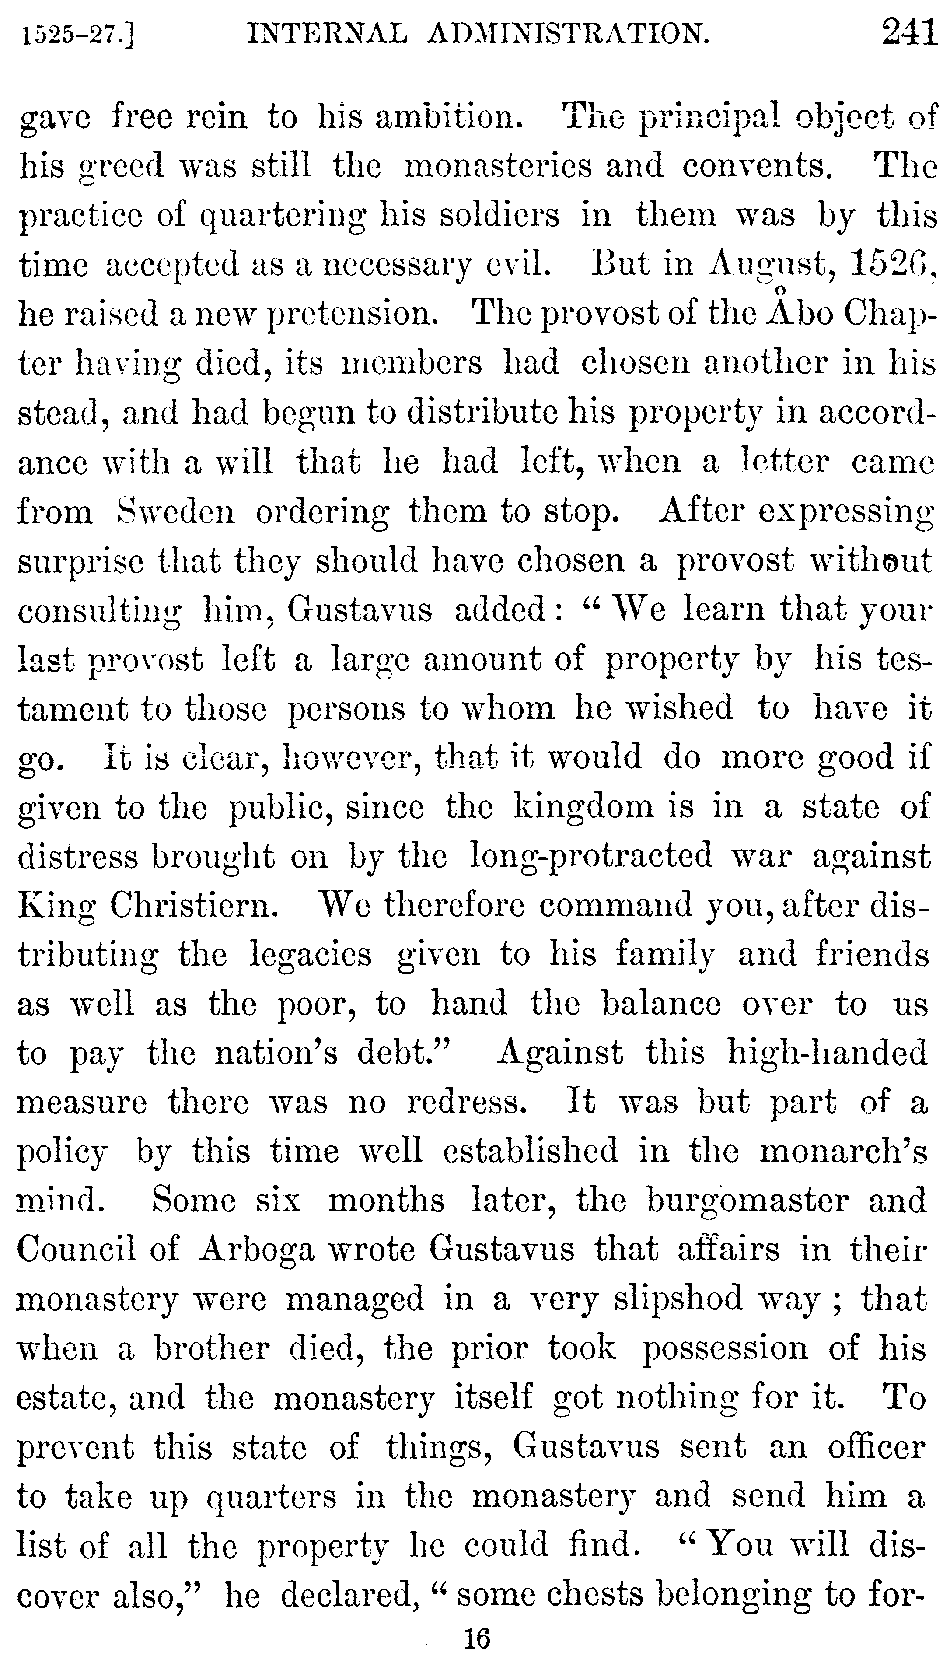 1525–27.] INTERNAL ADMINISTRATION. 241
gave free rein to his ambition. The principal object of
his greed was still the monasteries and convents. The
practice of quartering his soldiers in them was by this
time accepted as a necessary evil. But in August, 1526,
he raised a new pretension. The provost of the Åbo Chap-
ter having died, its members had chosen another in his
stead, and had begun to distribute his property in accord-
ance with a will that he had left, when a letter came
from Sweden ordering them to stop. After expressing
surprise that they should have chosen a provost without
consulting him, Gustavus added: “We learn that your
last provost left a large amount of property by his tes-
tament to those persons to whom he wished to have it
go. It is clear, however, that it would do more good if
given to the public, since the kingdom is in a state of
distress brought on by the long-protracted war against
King Christiern. We therefore command you, after dis-
tributing the legacies given to his family and friends
as well as the poor, to hand the balance over to us
to pay the nation’s debt.” Against this high-handed
measure there was no redress. It was but part of a
policy by this time well established in the monarch’s
mind. Some six months later, the burgomaster and
Council of Arboga wrote Gustavus that affairs in their
monastery were managed in a very slipshod way; that
when a brother died, the prior took possession of his
estate, and the monastery itself got nothing for it. To
prevent this state of things, Gustavus sent an officer
to take up quarters in the monastery and send him a
list of all the property he could find. “You will dis-
cover also,” he declared, “some chests belonging to for-
16